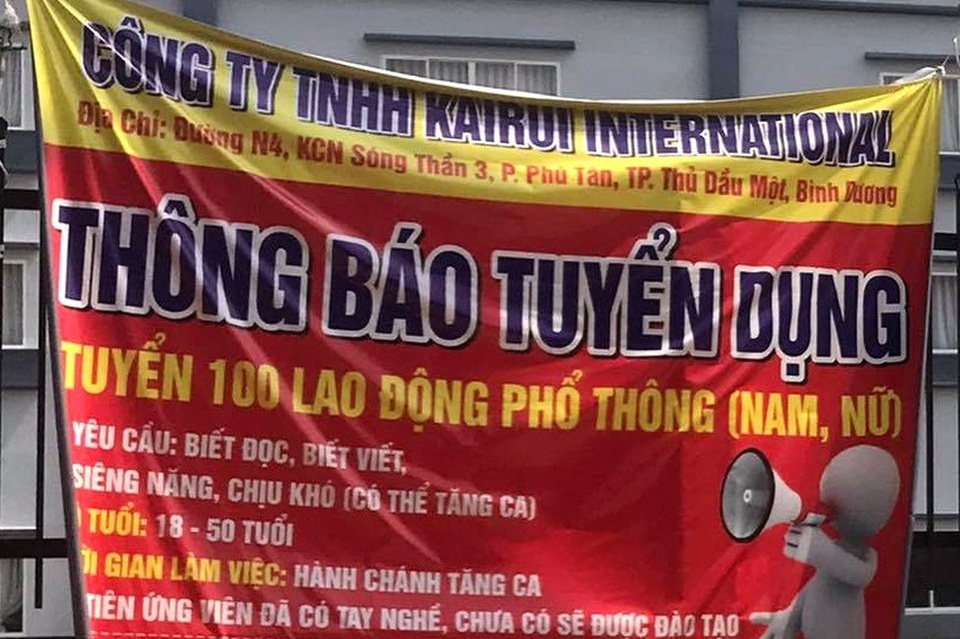 CÔNG TY TNHH KAIRUI INTERNATIONAL
Địa Chỉ: Đường N4, KCN Sóng Thần 3, P. Phú Tân, TP. Thủ Dầu Một, Bình Dương
THÔNG BÁO TUYỂN DỤNG
TUYỂN 100 LAO ĐỘNG PHỔ THÔNG (NAM, NỮ)
YÊU CẦU: BIẾT ĐỌC, BIẾT VIẾT,
SIÊNG NĂNG, CHỊU KHÓ (CÓ THỂ TĂNG CA)
TUỔI: 18 - 50 TUỔI
GIAN LÀM VIỆC: HÀNH CHÁNH TĂNG CA
TIÊN ỨNG VIÊN ĐÃ CÓ TAY NGHỀ, CHƯA CÓ SẼ ĐƯỢC ĐÀO TẠO